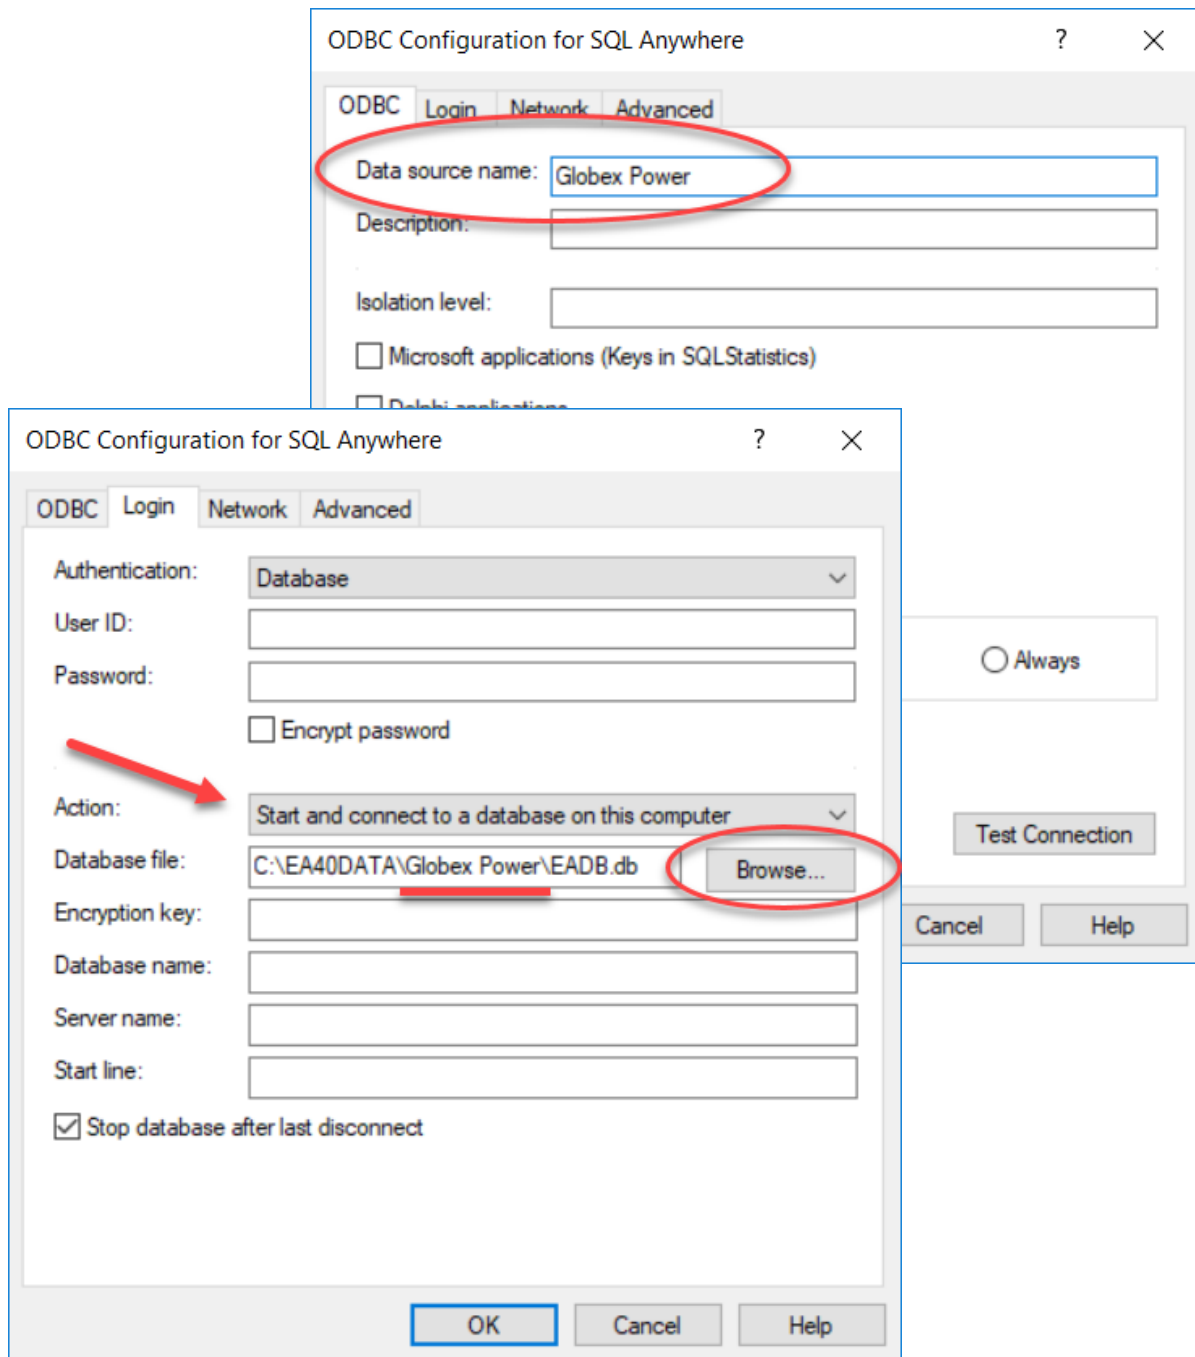 ODBC Configuration for SQL Anywhere ?
ODBC Login Network Advanced
Data source name: Globex Power
Description:
Isolation level:
Microsoft applications (Keys in SQLStatistics)
Delphi applications
Always
Test Connection
Cancel Help
ODBC Configuration for SQL Anywhere ?
ODBC Login Network Advanced
Authentication: Database
User ID:
Password:
Encrypt password
Action: Start and connect to a database on this computer
Database file: C:\EA40DATA\Globex Power\EADB.db Browse...
Encryption key:
Database name:
Server name:
Start line:
Stop database after last disconnect
OK Cancel Help